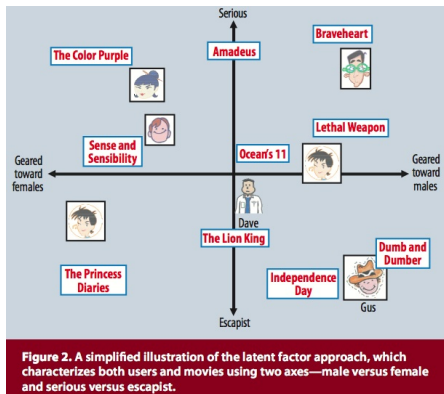 Serious
Braveheart
The Color Purple
Amadeus
Lethal Weapon
Sense and
Sensibility
Ocean's 11
Geared
toward
females
Geared
toward
males
Dave
The Lion King
Dumb and
Dumber
The Princess
Diaries
Independence
Day
Gus
Escapist
Figure 2. A simplified illustration of the latent factor approach, which
characterizes both users and movies using two axes—male versus female
and serious versus escapist.